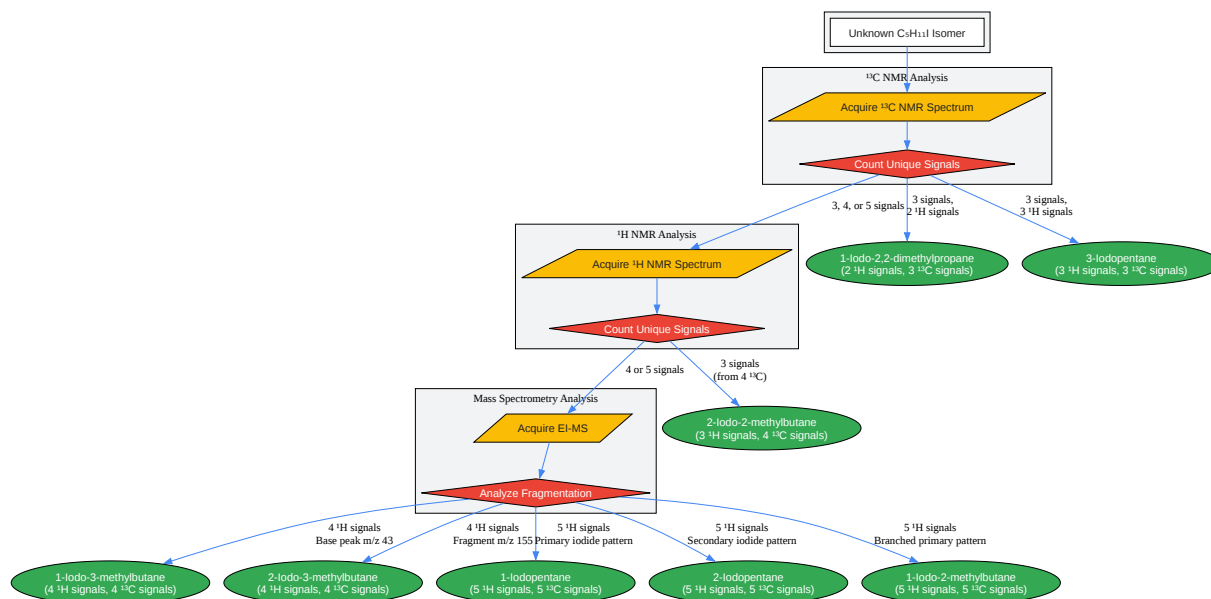 Unknown C₅H₁₁I Isomer
¹³C NMR Analysis
Acquire ¹³C NMR Spectrum
Count Unique Signals
3, 4, or 5 signals
3 signals,
2 ¹H signals
3 signals,
3 ¹H signals
¹H NMR Analysis
Acquire ¹H NMR Spectrum
1-Iodo-2,2-dimethylpropane
(2 ¹H signals, 3 ¹³C signals)
3-Iodopentane
(3 ¹H signals, 3 ¹³C signals)
Count Unique Signals
4 or 5 signals
3 signals
(from 4 ¹³C)
Mass Spectrometry Analysis
Acquire EI-MS
2-Iodo-2-methylbutane
(3 ¹H signals, 4 ¹³C signals)
Analyze Fragmentation
4 ¹H signals
Base peak m/z 43
4 ¹H signals
Fragment m/z 155
5 ¹H signals
Primary iodide pattern
5 ¹H signals
Secondary iodide pattern
5 ¹H signals
Branched primary pattern
1-Iodo-3-methylbutane
(4 ¹H signals, 4 ¹³C signals)
2-Iodo-3-methylbutane
(4 ¹H signals, 4 ¹³C signals)
1-Iodopentane
(5 ¹H signals, 5 ¹³C signals)
2-Iodopentane
(5 ¹H signals, 5 ¹³C signals)
1-Iodo-2-methylbutane
(5 ¹H signals, 5 ¹³C signals)